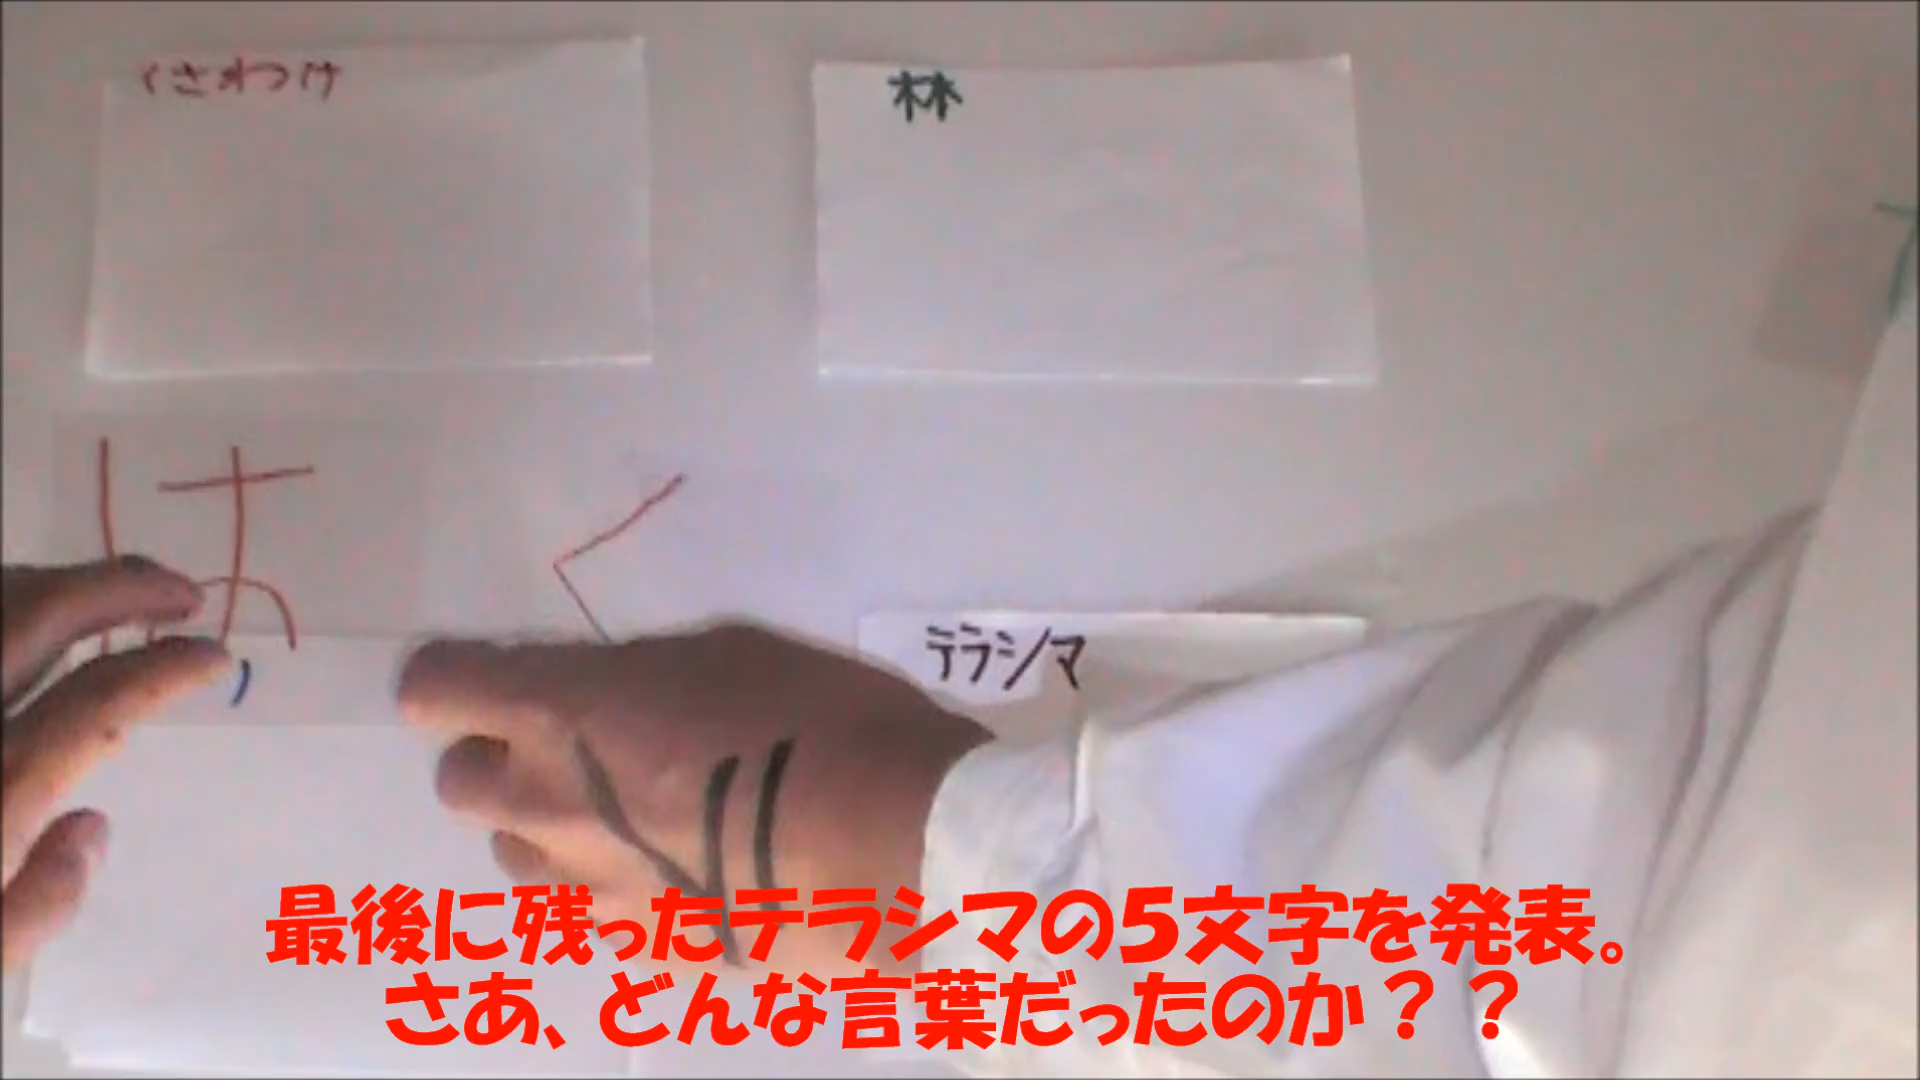 くさわつけ
林
く
テラシマ
最後に残ったテラシマの5文字を発表。
さあ、どんな言葉だったのか??